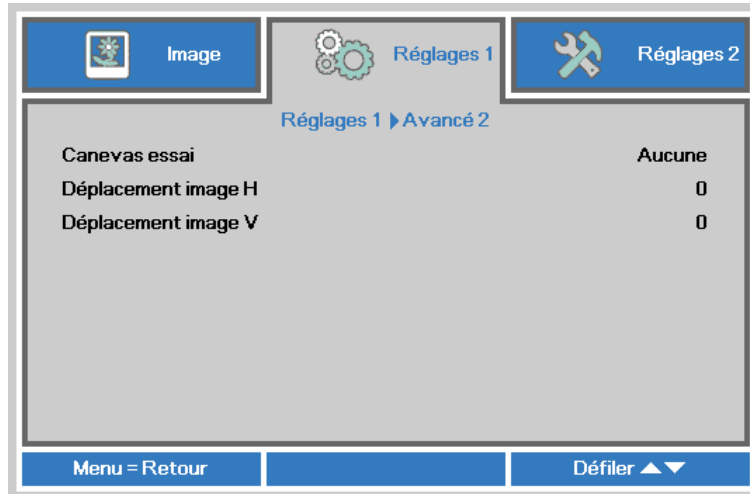 Image
Réglages 1
Réglages 2
Réglages 1 ▶ Avancé 2
Canevas essai Aucune
Déplacement image H 0
Déplacement image V 0
Menu = Retour
Défiler ▲▼